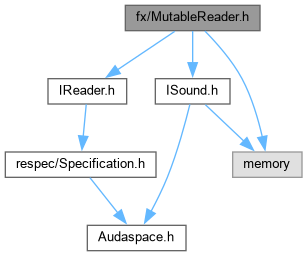 fx/MutableReader.h
IReader.h
ISound.h
respec/Specification.h
memory
Audaspace.h